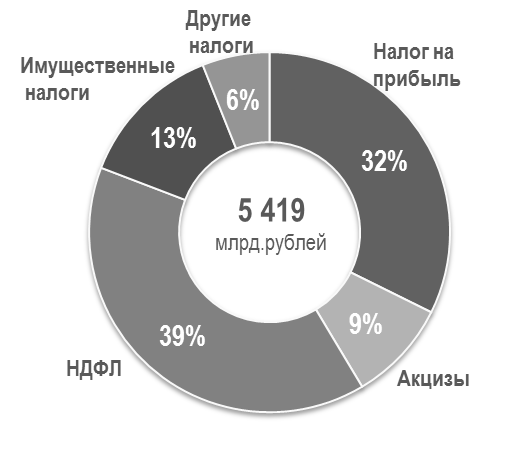 Другие
налоги
Налог на
прибыль
Имущественные
налоги
6%
13%
32%
5 419
млрд.рублей
39%
9%
НДФЛ
Акцизы